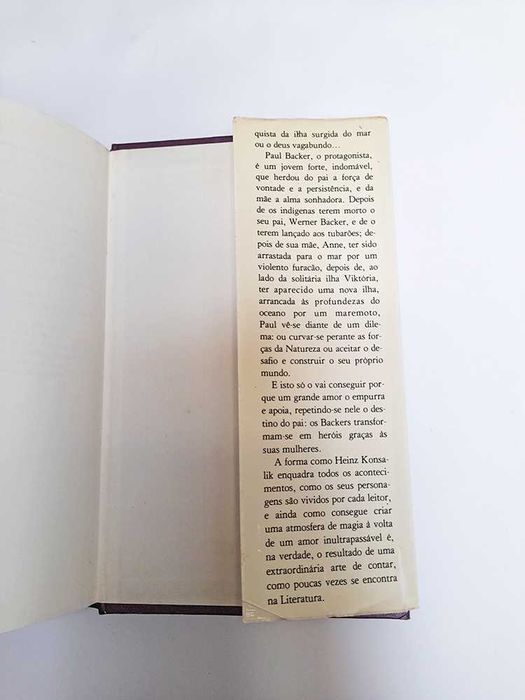 quista da ilha surgida do mar
ou o deus vagabundo...
Paul Backer, o protagonista,
é um jovem forte, indomável,
que herdou do pai a força de
vontade e a persistência, e da
mãe a alma sonhadora. Depois
de os indígenas terem morto o
seu pai, Werner Backer, e de o
terem lançado aos tubarões; de-
pois de sua mãe, Anne, ter sido
arrastada para o mar por um
violento furacão, depois de, ao
lado da solitária ilha Viktória,
ter aparecido uma nova ilha,
arrancada às profundezas do
oceano por um maremoto,
Paul vê-se diante de um dile-
ma: ou curvar-se perante as for-
ças da Natureza ou aceitar o de-
safio e construir o seu próprio
mundo.
E isto só o vai conseguir por-
que um grande amor o empurra
e apoia, repetindo-se nele o des-
tino do pai: os Backers transfor-
mam-se em heróis graças às
suas mulheres.
A forma como Heinz Konsa-
lik enquadra todos os aconteci-
mentos, como os seus persona-
gens são vividos por cada leitor,
e ainda como consegue criar
uma atmosfera de magia à volta
de um amor inultrapassável é,
na verdade, o resultado de uma
extraordinária arte de contar,
como poucas vezes se encontra
na Literatura.